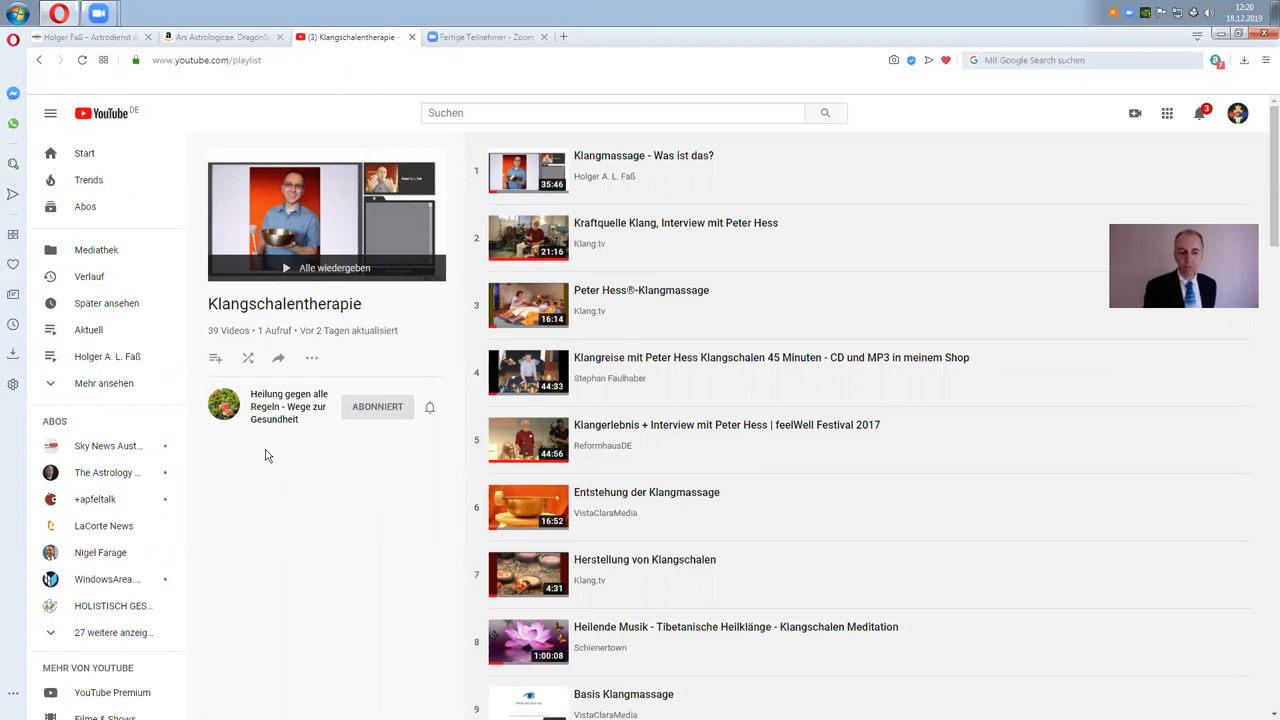 12:20
18.12.2019
Holger Faß – Astrodienst A
Ars Astrologicae. DragonSp
(3) Klangschalentherapie -
Fertige Teilnehmer - Zoom
www.youtube.com/playlist
Mit Google Search suchen
7
YouTube DE
Suchen
3
Start
Trends
Abos
Mediathek
Verlauf
Später ansehen
Aktuell
Holger A. L. Faß
Mehr ansehen
ABOS
Sky News Aust...
The Astrology ...
+apfeltalk
LaCorte News
Nigel Farage
WindowsArea....
HOLISTISCH GES...
27 weitere anzeig...
MEHR VON YOUTUBE
YouTube Premium
Filme & Shows
Alle wiedergeben
Klangschalentherapie
39 Videos • 1 Aufruf • Vor 2 Tagen aktualisiert
Heilung gegen alle
Regeln - Wege zur
Gesundheit
ABONNIERT
1
35:46
Klangmassage - Was ist das?
Holger A. L. Faß
2
21:16
Kraftquelle Klang, Interview mit Peter Hess
Klang.tv
3
16:14
Peter Hess®-Klangmassage
Klang.tv
4
44:33
Klangreise mit Peter Hess Klangschalen 45 Minuten - CD und MP3 in meinem Shop
Stephan Faulhaber
5
44:56
Klangerlebnis + Interview mit Peter Hess | feelWell Festival 2017
ReformhausDE
6
16:52
Entstehung der Klangmassage
VistaClaraMedia
7
4:31
Herstellung von Klangschalen
Klang.tv
8
1:00:08
Heilende Musik - Tibetanische Heilklänge - Klangschalen Meditation
Schienertown
9
Basis Klangmassage
VistaClaraMedia